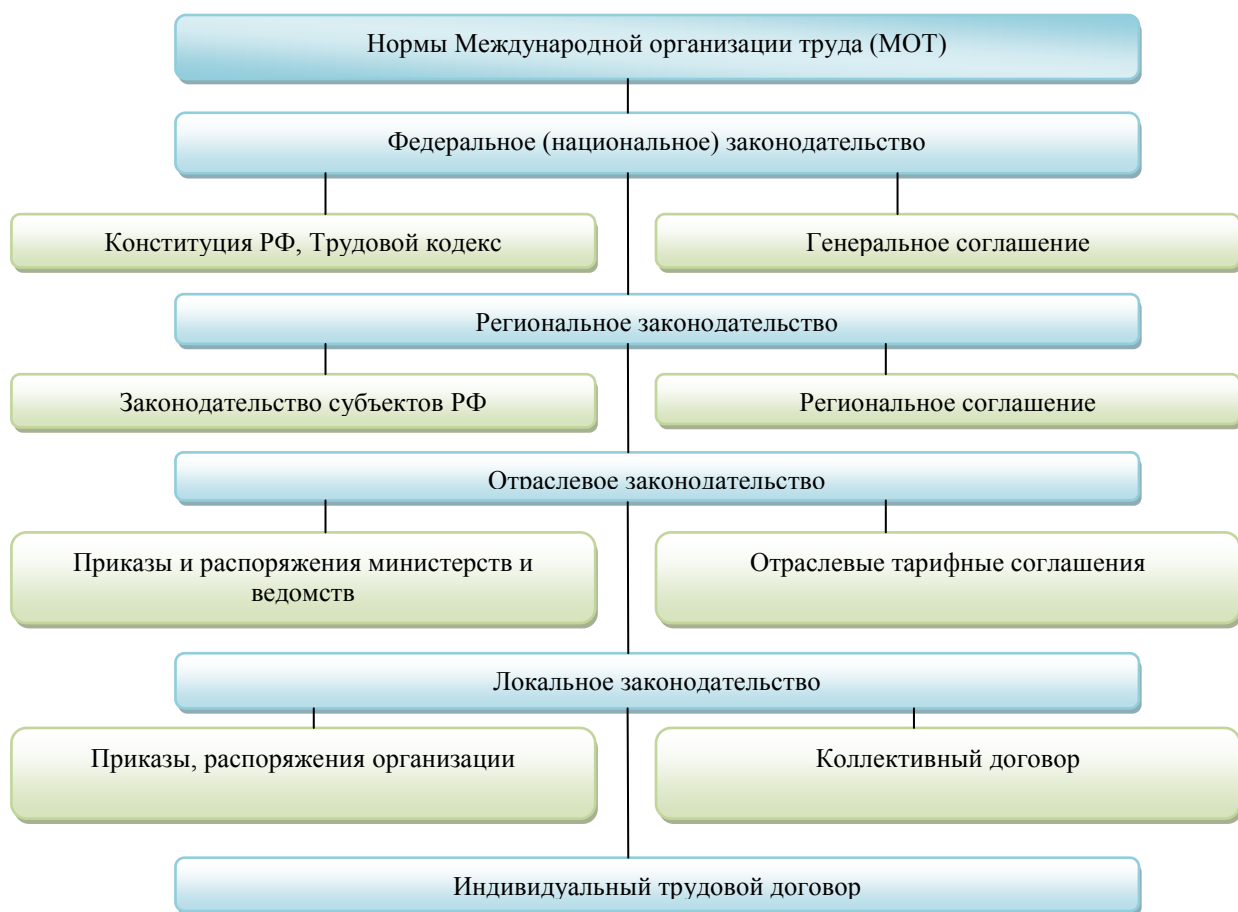 Нормы Международной организации труда (МОТ)
Федеральное (национальное) законодательство
Конституция РФ, Трудовой кодекс
Генеральное соглашение
Региональное законодательство
Законодательство субъектов РФ
Региональное соглашение
Отраслевое законодательство
Приказы и распоряжения министерств и
ведомств
Отраслевые тарифные соглашения
Локальное законодательство
Приказы, распоряжения организации
Коллективный договор
Индивидуальный трудовой договор